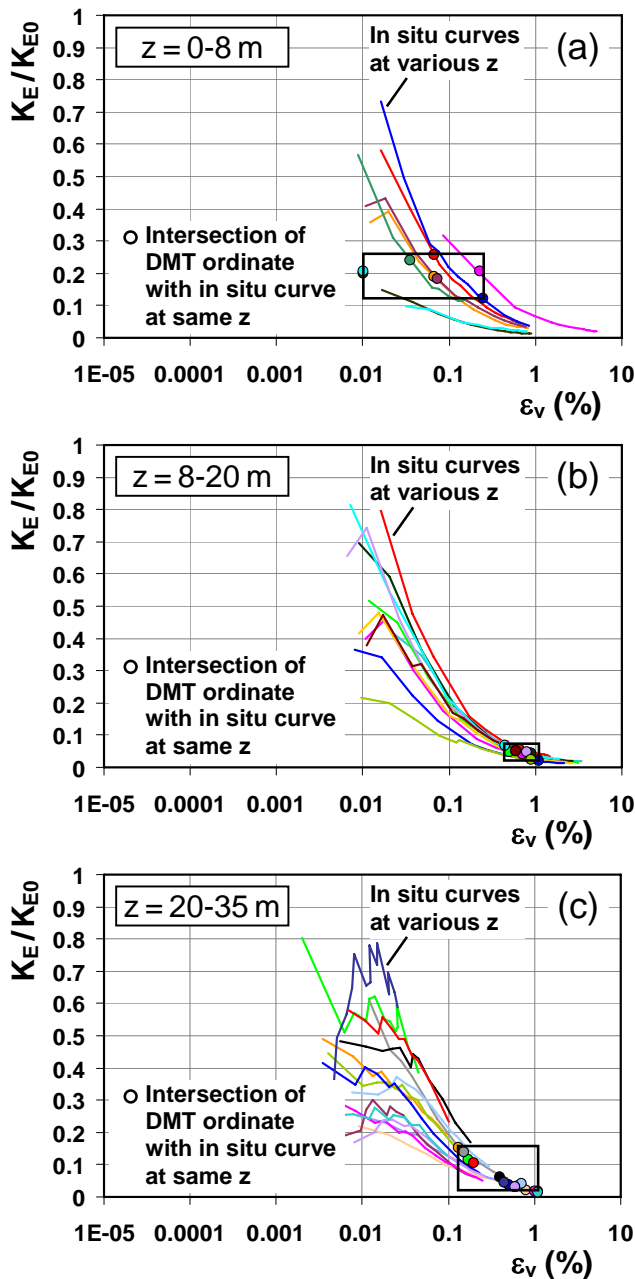 1
0.9
0.8
0.7
0.6
0.5
0.4
0.3
0.2
0.1
0
K_E / K_E0
z = 0-8 m
(a)
In situ curves
at various z
Intersection of
DMT ordinate
with in situ curve
at same z
1E-05 0.0001 0.001 0.01 0.1 1 10
ε_v (%)
1
0.9
0.8
0.7
0.6
0.5
0.4
0.3
0.2
0.1
0
K_E / K_E0
z = 8-20 m
(b)
In situ curves
at various z
Intersection of
DMT ordinate
with in situ curve
at same z
1E-05 0.0001 0.001 0.01 0.1 1 10
ε_v (%)
1
0.9
0.8
0.7
0.6
0.5
0.4
0.3
0.2
0.1
0
K_E / K_E0
z = 20-35 m
(c)
In situ curves
at various z
Intersection of
DMT ordinate
with in situ curve
at same z
1E-05 0.0001 0.001 0.01 0.1 1 10
ε_v (%)